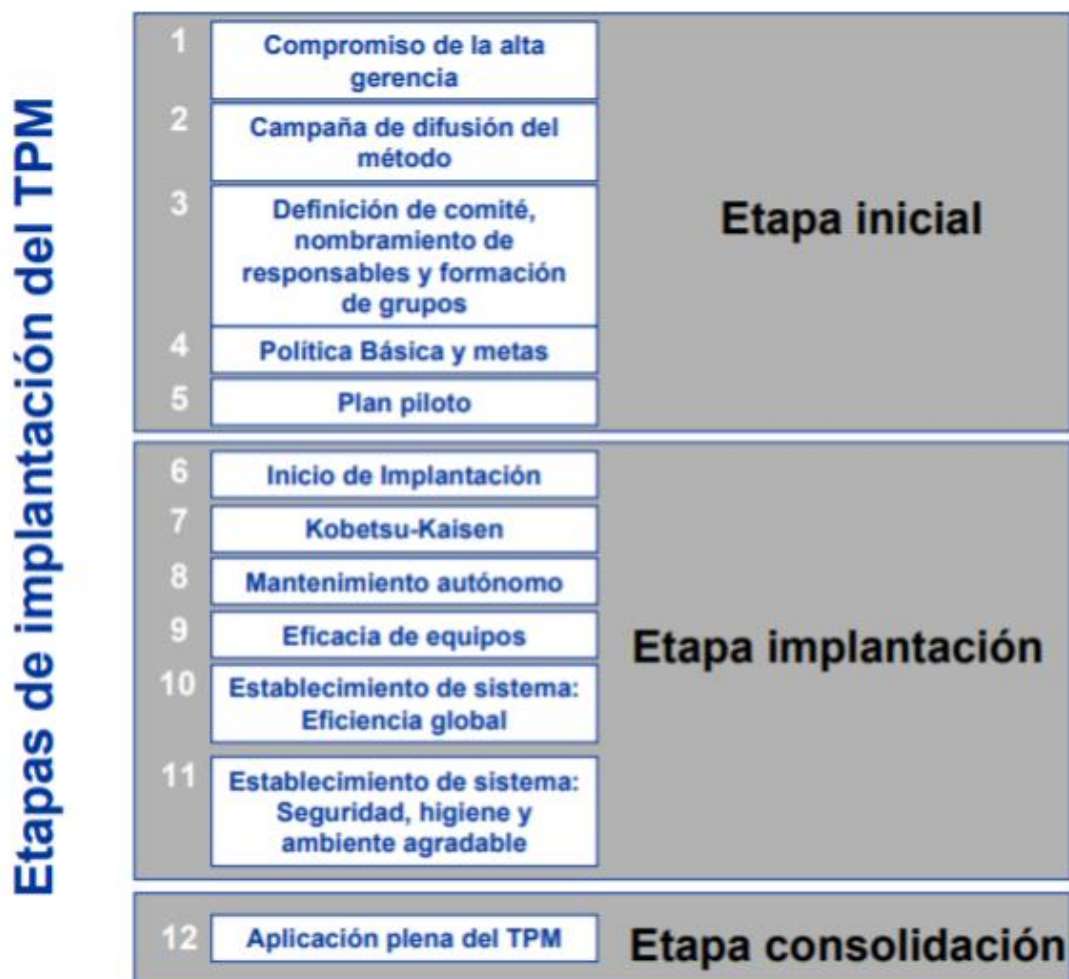 Etapas de implantación del TPM
1
Compromiso de la alta
gerencia
2
Campaña de difusión del
método
3
Definición de comité,
nombramiento de
responsables y formación
de grupos
4
Política Básica y metas
5
Plan piloto
Etapa inicial
6
Inicio de Implantación
7
Kobetsu-Kaisen
8
Mantenimiento autónomo
9
Eficacia de equipos
10
Establecimiento de sistema:
Eficiencia global
11
Establecimiento de sistema:
Seguridad, higiene y
ambiente agradable
Etapa implantación
12
Aplicación plena del TPM
Etapa consolidación